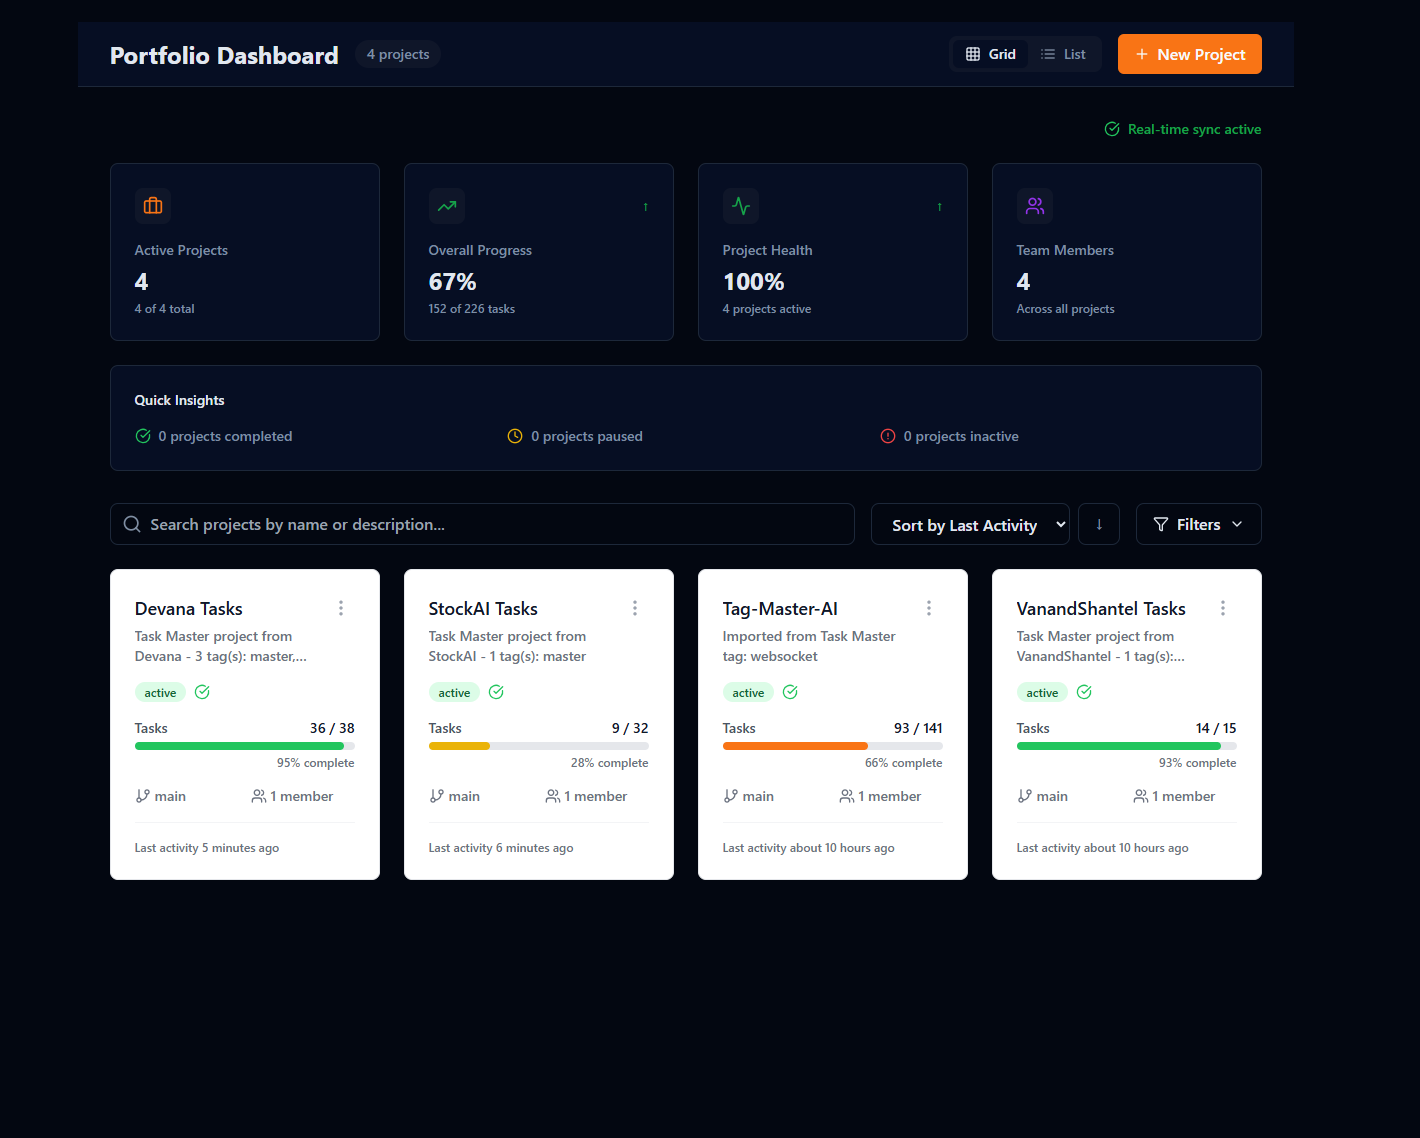 Portfolio Dashboard
4 projects
Grid
List
+ New Project
Real-time sync active
Active Projects
4
4 of 4 total
↑
Overall Progress
67%
152 of 226 tasks
↑
Project Health
100%
4 projects active
Team Members
4
Across all projects
Quick Insights
0 projects completed
0 projects paused
0 projects inactive
Search projects by name or description...
Sort by Last Activity
↓
Filters
Devana Tasks
Task Master project from
Devana - 3 tag(s): master,...
active
Tasks 36 / 38
95% complete
main
1 member
Last activity 5 minutes ago
StockAI Tasks
Task Master project from
StockAI - 1 tag(s): master
active
Tasks 9 / 32
28% complete
main
1 member
Last activity 6 minutes ago
Tag-Master-AI
Imported from Task Master
tag: websocket
active
Tasks 93 / 141
66% complete
main
1 member
Last activity about 10 hours ago
VanandShantel Tasks
Task Master project from
VanandShantel - 1 tag(s):...
active
Tasks 14 / 15
93% complete
main
1 member
Last activity about 10 hours ago